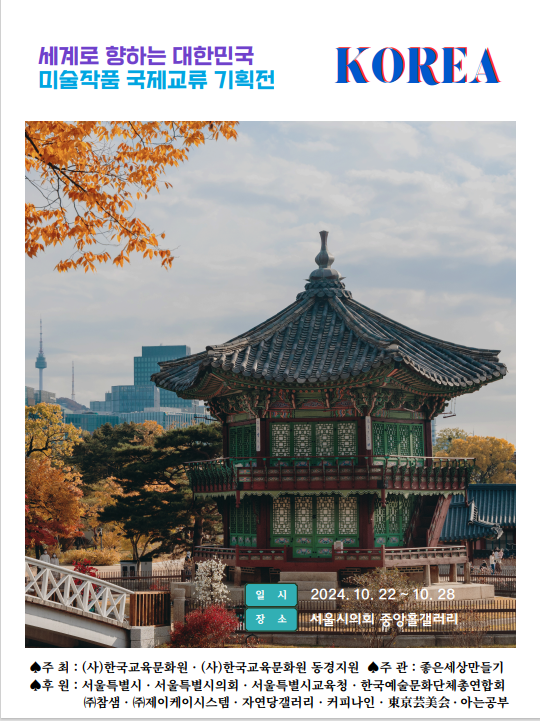 세계로 향하는 대한민국
미술작품 국제교류 기획전
KOREA
일 시 2024. 10. 22 ~ 10. 28
장 소 서울시의회 중앙홀갤러리
♠주 최 : (사)한국교육문화원 · (사)한국교육문화원 동경지원 ♠주 관 : 좋은세상만들기
♠후 원 : 서울특별시 · 서울특별시의회 · 서울특별시교육청 · 한국예술문화단체총연합회
㈜참샘 · ㈜제이케이시스템 · 자연당갤러리 · 커피나인 · 東京芸美会 · 아는공부